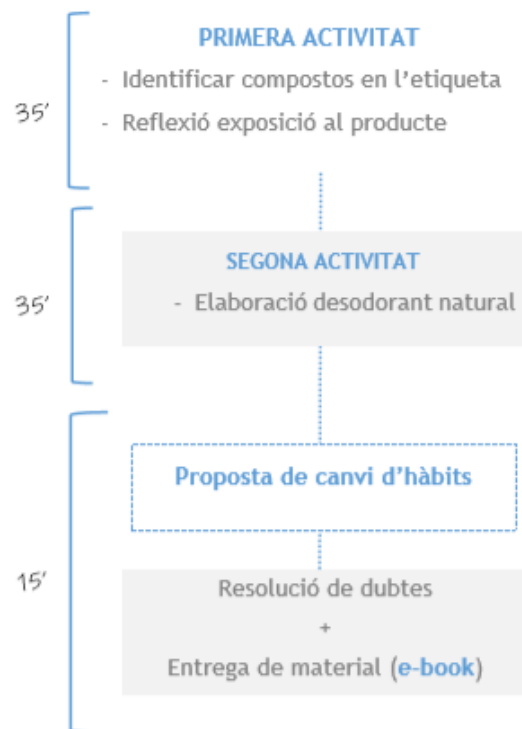 PRIMERA ACTIVITAT
- Identificar compostos en l'etiqueta
35'
- Reflexió exposició al producte
SEGONA ACTIVITAT
35'
- Elaboració desodorant natural
Proposta de canvi d'hàbits
15'
Resolució de dubtes
+
Entrega de material (e-book)